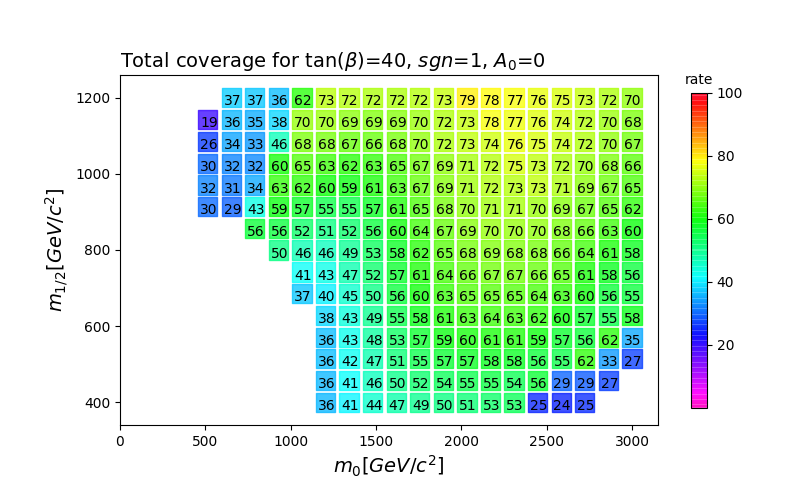 Total coverage for tan(β)=40, sgn=1, A₀=0
rate
1200 37 37 36 62 73 72 72 72 72 73 79 78 77 76 75 73 72 70 100
19 36 35 38 70 70 69 69 69 70 72 73 78 77 76 74 72 70 68
26 34 33 46 68 68 67 66 68 70 72 73 74 76 75 74 72 70 67 80
1000 30 32 32 60 65 63 62 63 65 67 69 71 72 75 73 72 70 68 66
32 31 34 63 62 60 59 61 63 67 69 71 72 73 73 71 69 67 65
30 29 43 59 57 55 55 57 61 65 68 70 71 71 70 69 67 65 62
56 56 52 51 52 56 60 64 67 69 70 70 70 68 66 63 60 60
800 50 46 46 49 53 58 62 65 68 69 68 68 66 64 61 58
41 43 47 52 57 61 64 66 67 67 66 65 61 58 56
37 40 45 50 56 60 63 65 65 65 64 63 60 56 55 40
38 43 49 55 58 61 63 64 63 62 60 57 55 58
600 36 43 48 53 57 59 60 61 61 59 57 56 62 35
36 42 47 51 55 57 57 58 58 56 55 62 33 27 20
36 41 46 50 52 54 55 55 54 56 29 29 27
400 36 41 44 47 49 50 51 53 53 25 24 25
0 500 1000 1500 2000 2500 3000
m₀[GeV/c²]
m₁/₂[GeV/c²]